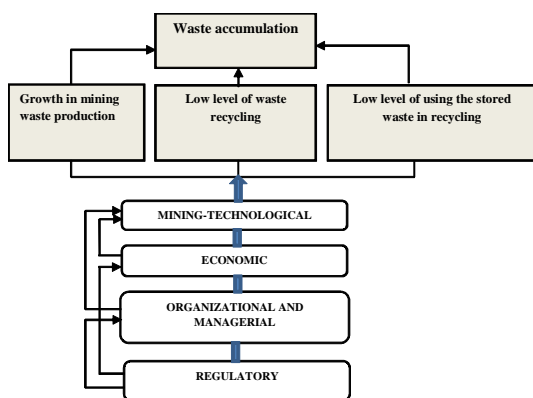 Waste accumulation
Growth in mining
waste production
Low level of waste
recycling
Low level of using the stored
waste in recycling
MINING-TECHNOLOGICAL
ECONOMIC
ORGANIZATIONAL AND
MANAGERIAL
REGULATORY